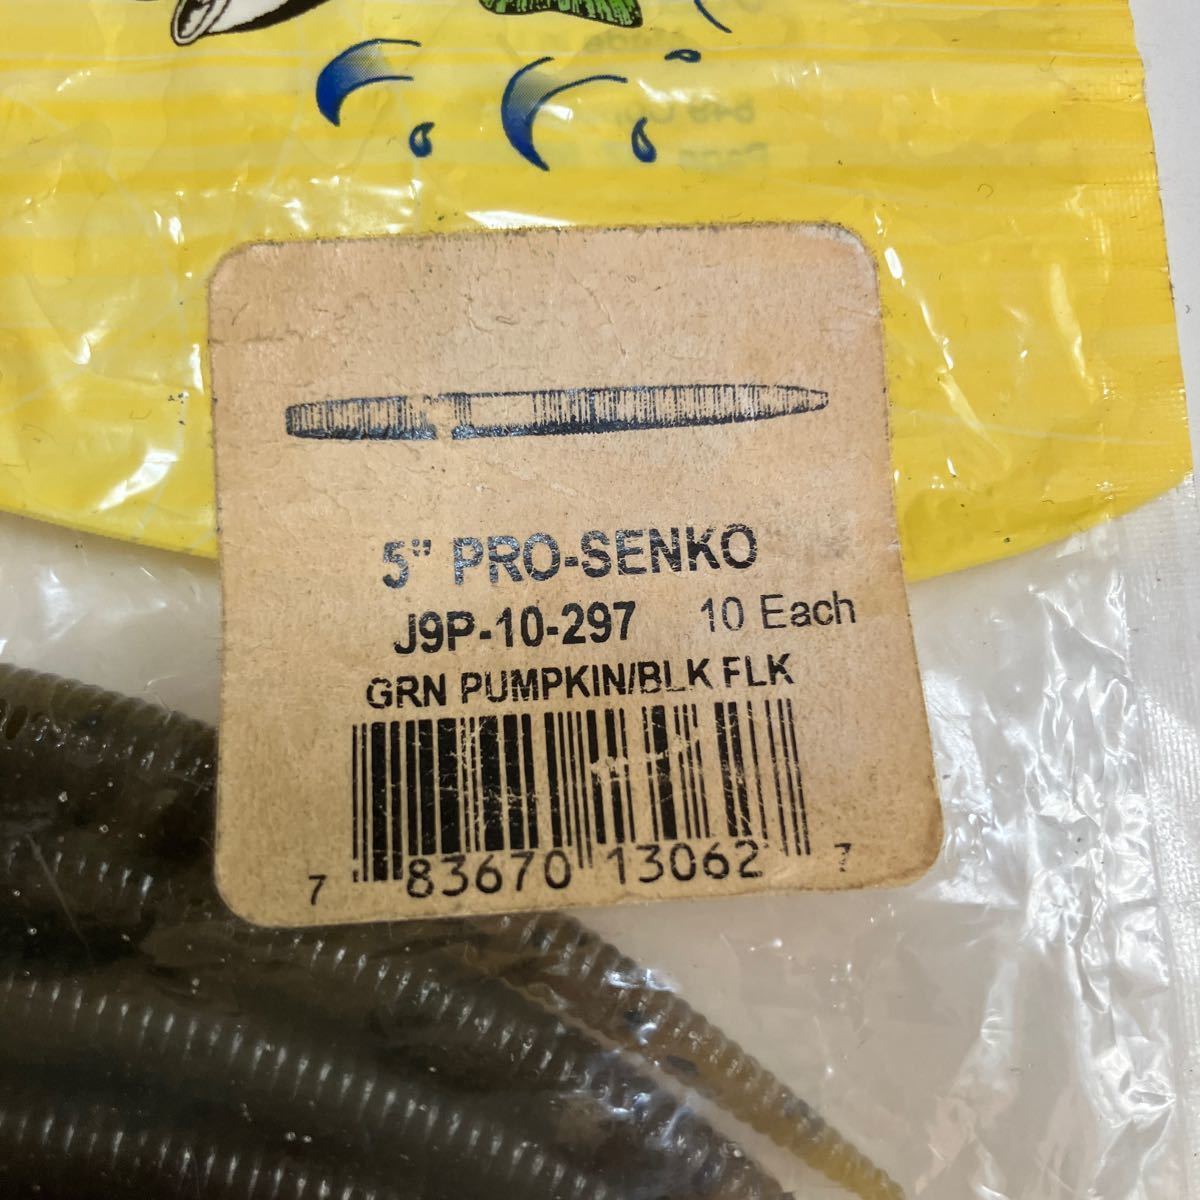 5" PRO-SENKO
J9P-10-297 10 Each
GRN PUMPKIN/BLK FLK
7 83670 13062 7